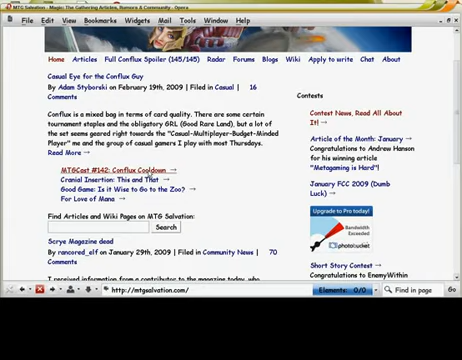 MTG Salvation - Magic: The Gathering Articles, Rumors & Community - Opera
File Edit View Bookmarks Widgets Mail Tools Window Help
Home Articles Full Conflux Spoiler (145/145) Radar Forums Blogs Wiki Apply to write Chat About
Casual Eye for the Conflux Guy
By Adam Styborski on February 19th, 2009 | Filed in Casual | 16
Comments
Conflux is a mixed bag in terms of card quality. There are some certain
tournament staples and the obligatory GRL (Good Rare Land), but a lot of
the set seems geared right towards the "Casual-Multiplayer-Budget-Minded
Player" me and the group of casual gamers I play with most Thursdays.
Read More →
MTGCast #142: Conflux Cooldown →
Cranial Insertion: This and That →
Good Game: Is it Wise to Go to the Zoo? →
For Love of Mana →
Find Articles and Wiki Pages on MTG Salvation:
Search
Scrye Magazine dead
By rancored_elf on January 29th, 2009 | Filed in Community News | 70
Comments
I received information from a contributor to the magazine today, who
Contests
Contest News, Read All About
It! →
Article of the Month: January →
Congratulations to Andrew Hanson
for his winning article
"Metagaming is Hard"!
January FCC 2009 (Dumb
Luck) →
Upgrade to Pro today!
Bandwidth
Exceeded
photobucket
Short Story Contest →
Congratulations to EnemyWithin
http://mtgsalvation.com/
Elements: 0/0
Find in page
Go